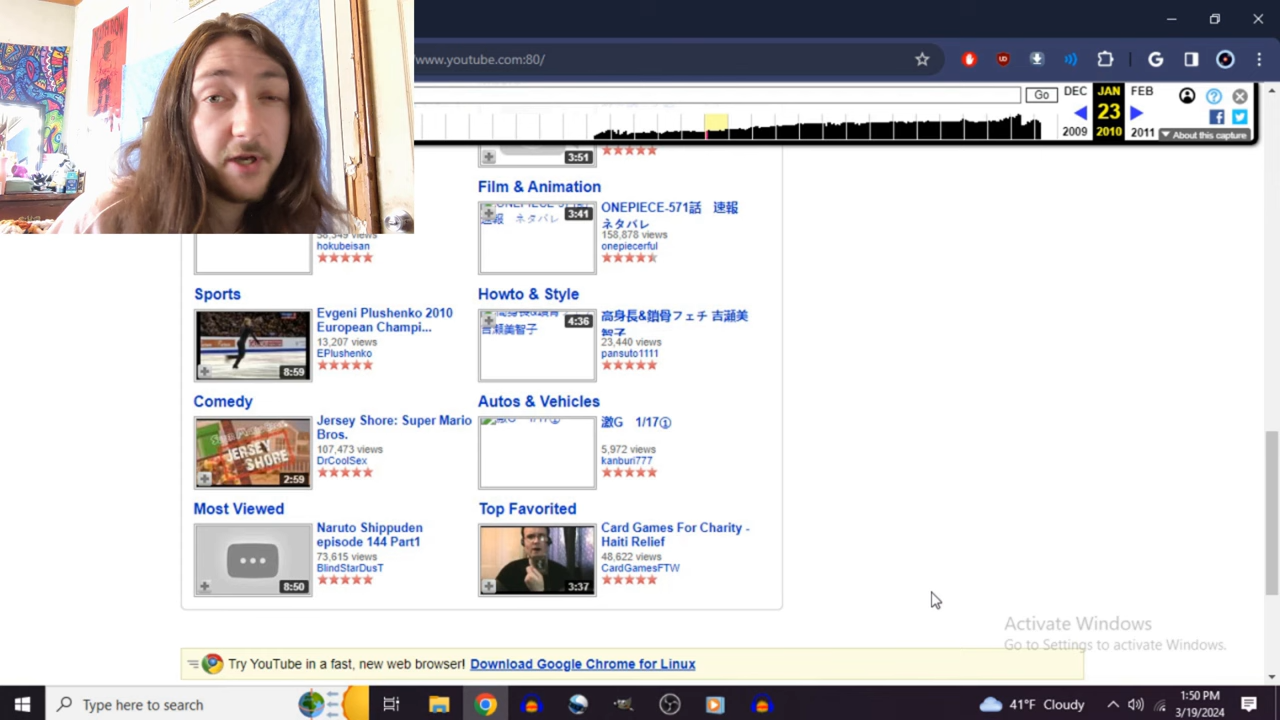 www.youtube.com:80/
Go
DEC
JAN
FEB
23
2009
2010
2011
About this capture
3:51
Film & Animation
3:41
ONEPIECE-571話 速報
ネタバレ
158,878 views
onepiecerful
hokubeisan
Sports
Evgeni Plushenko 2010
European Champi...
13,207 views
EPlushenko
8:59
Howto & Style
4:36
高身長&鎖骨フェチ 吉瀬美
智子
23,440 views
pansuto1111
Comedy
Jersey Shore: Super Mario
Bros.
107,473 views
DrCoolSex
JERSEY
SHORE
2:59
Autos & Vehicles
激G 1/17①
5,972 views
kanburi777
Most Viewed
Naruto Shippuden
episode 144 Part1
73,615 views
BlindStarDusT
8:50
Top Favorited
Card Games For Charity -
Haiti Relief
48,622 views
CardGamesFTW
3:37
Activate Windows
Go to Settings to activate Windows.
Try YouTube in a fast, new web browser! Download Google Chrome for Linux
Type here to search
41°F Cloudy
1:50 PM
3/19/2024